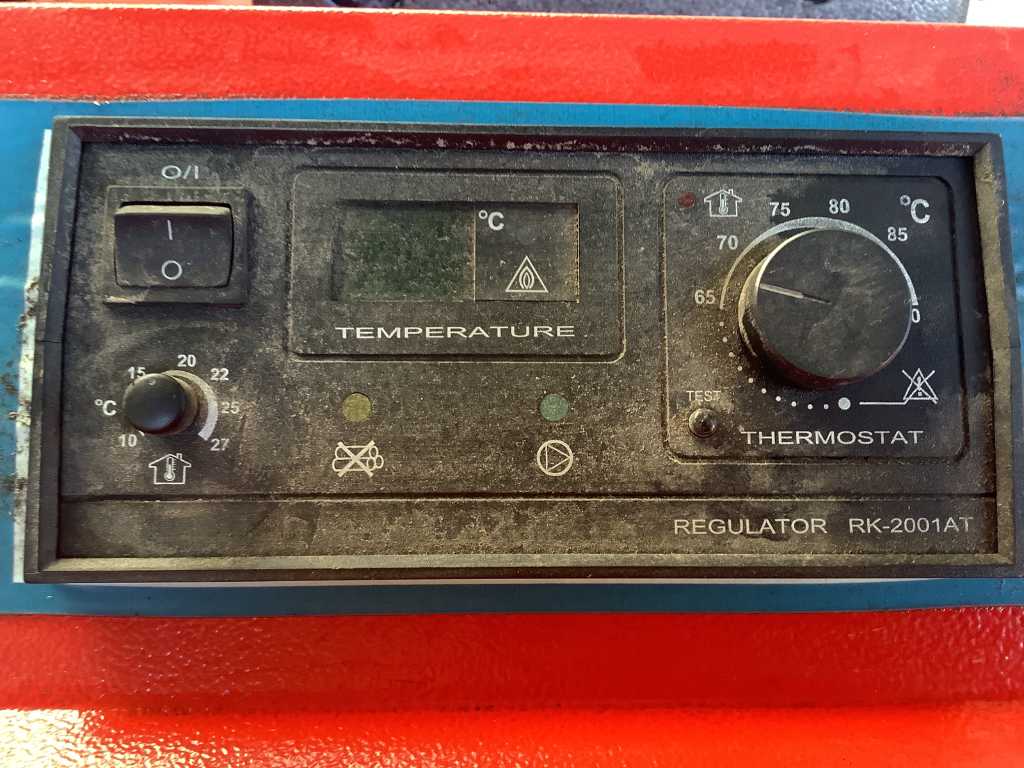 O/I
I
O
°C
TEMPERATURE
°C
10
15
20
22
25
27
°C
65
70
75
80
85
0
TEST
THERMOSTAT
REGULATOR RK-2001AT